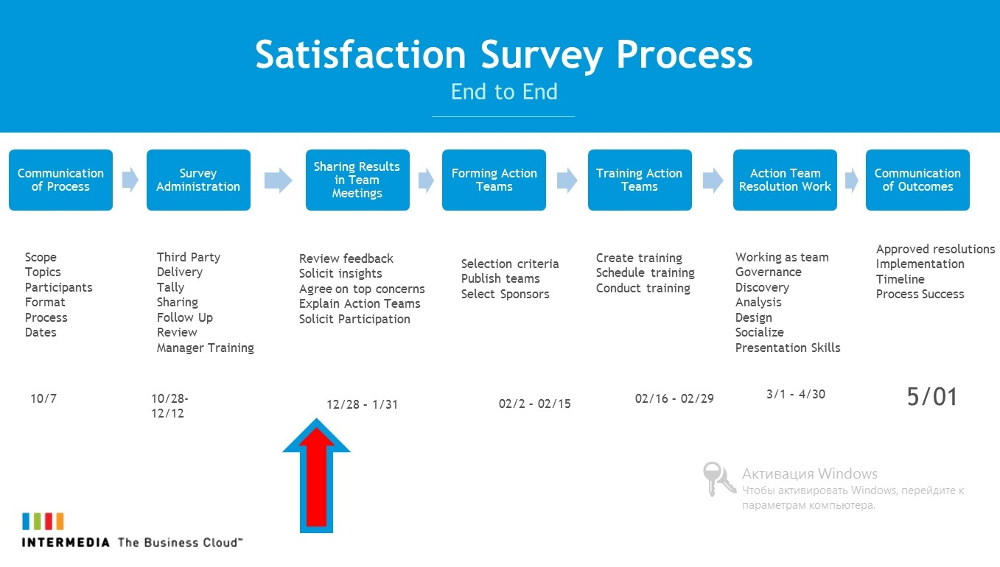 Satisfaction Survey Process
End to End
Communication
of Process
Survey
Administration
Sharing Results
in Team
Meetings
Forming Action
Teams
Training Action
Teams
Action Team
Resolution Work
Communication
of Outcomes
Scope
Topics
Participants
Format
Process
Dates
Third Party
Delivery
Tally
Sharing
Follow Up
Review
Manager Training
Review feedback
Solicit insights
Agree on top concerns
Explain Action Teams
Solicit Participation
Selection criteria
Publish teams
Select Sponsors
Create training
Schedule training
Conduct training
Working as team
Governance
Discovery
Analysis
Design
Socialize
Presentation Skills
Approved resolutions
Implementation
Timeline
Process Success
10/7
10/28-
12/12
12/28 - 1/31
02/2 - 02/15
02/16 - 02/29
3/1 - 4/30
5/01
Активация Windows
Чтобы активировать Windows, перейдите к
параметрам компьютера.
INTERMEDIA The Business Cloud™